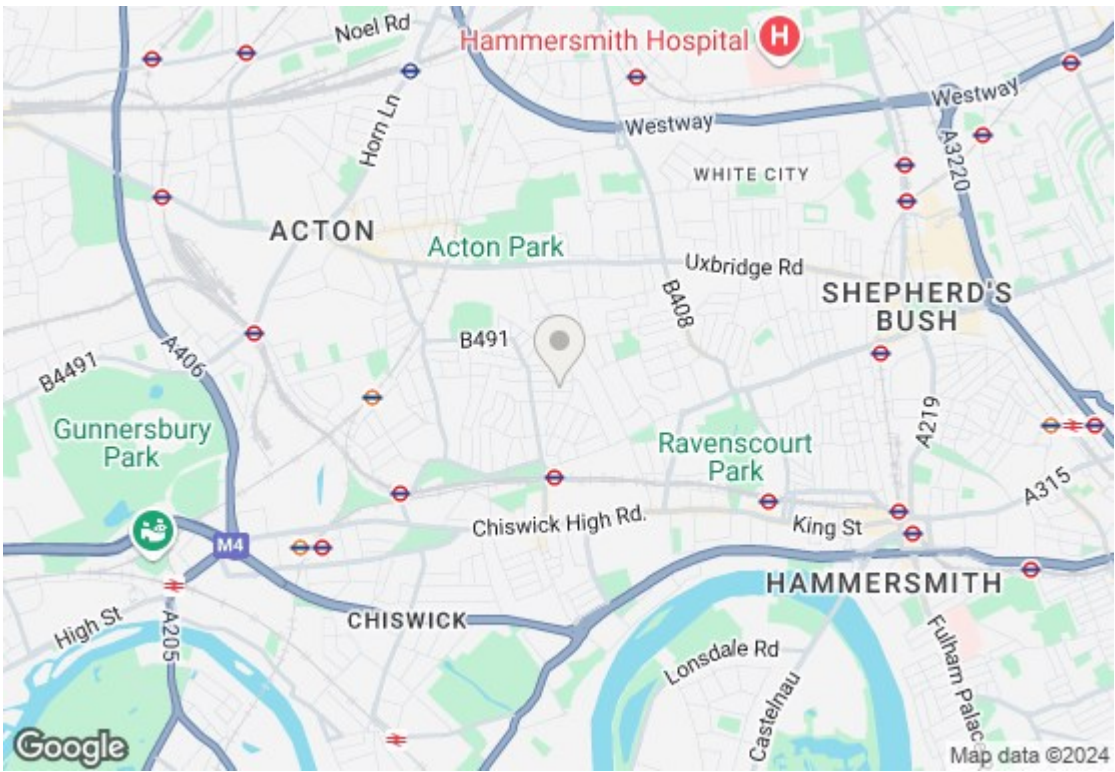 Noel Rd
Hammersmith Hospital
H
Horn Ln
Westway
Westway
A3220
WHITE CITY
ACTON
Acton Park
Uxbridge Rd
B408
SHEPHERD'S
BUSH
B491
A406
B4491
A219
Gunnersbury
Park
Ravenscourt
Park
A315
Chiswick High Rd.
King St
M4
HAMMERSMITH
High St
A205
CHISWICK
Lonsdale Rd
Castelnau
Fulham Palace
Google
Map data ©2024